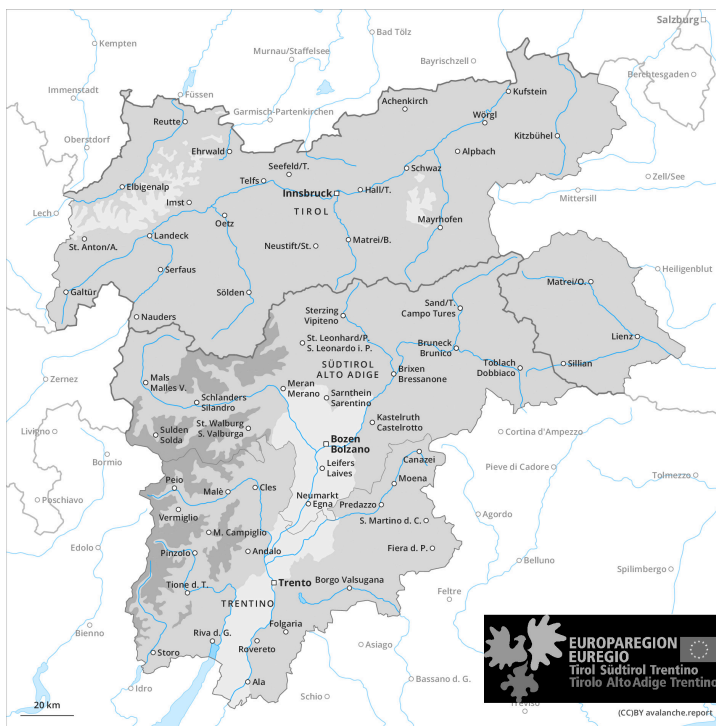 Salzburg
Kempten
Bad Tölz
Murnau/Staffelsee
Bayrischzell
Berchtesgaden
Immenstadt
Füssen
Garmisch-Partenkirchen
Achenkirch
Kufstein
Oberstdorf
Reutte
Wörgl
Kitzbühel
Ehrwald
Seefeld/T.
Alpbach
Schwaz
Telfs
Zell/See
Elbigenalp
Innsbruck
Hall/T.
Mittersill
Imst
Lech
TIROL
Oetz
Mayrhofen
Landeck
St. Anton/A.
Neustift/St.
Matrei/B.
Serfaus
Heiligenblut
Matrei/O.
Galtür
Sölden
Sand/T.
Campo Tures
Nauders
Sterzing
Vipiteno
Lienz
St. Leonhard/P.
S. Leonardo i. P.
Bruneck
Brunico
SÜDTIROL
ALTO ADIGE
Töblach
Dobbiaco
Sillian
Brixen
Bressanone
Mals
Malles V.
Meran
Merano
Zernez
Sarnthein
Sarentino
Schlanders
Silandro
St. Walburg
S. Valburga
Kastelruth
Castelrotto
Livigno
Sulden
Solda
Cortina d'Ampezzo
Bozen
Bolzano
Bormio
Canazei
Pieve di Cadore
Leifers
Laives
Tolmezzo
Peio
Malè
Cles
Moena
Poschiavo
Neumarkt
Egna
Predazzo
Vermiglio
Agordo
S. Martino d. C.
M. Campiglio
Edolo
Pinzolo
Andalo
Fiera d. P.
Belluno
Spilimbergo
Trento
Borgo Valsugana
Tione d. T.
Feltre
TRENTINO
Folgaria
Bienno
Riva d. G.
Rovereto
Asiago
Storo
EUROPAREGION
EUREGIO
Tirol Südtirol Trentino
Tirolo Alto Adige Trentino
Idro
Ala
Schio
Bassano d. G.
Treviso
20 km
(CC)BY avalanche.report